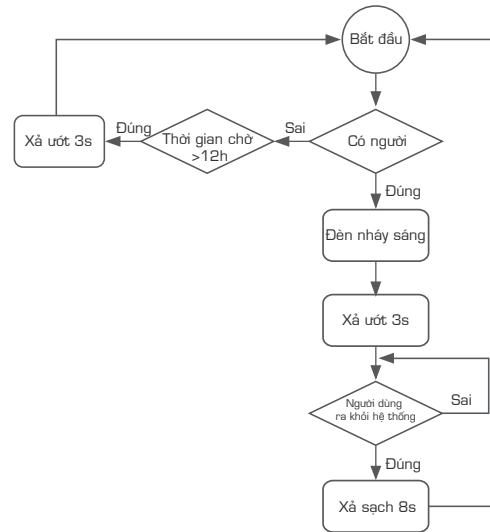 Bắt đầu
Xả ướt 3s
Đúng
Thời gian chờ
>12h
Sai
Có người
Đúng
Đèn nháy sáng
Xả ướt 3s
Người dùng
ra khỏi hệ thống
Sai
Đúng
Xả sạch 8s